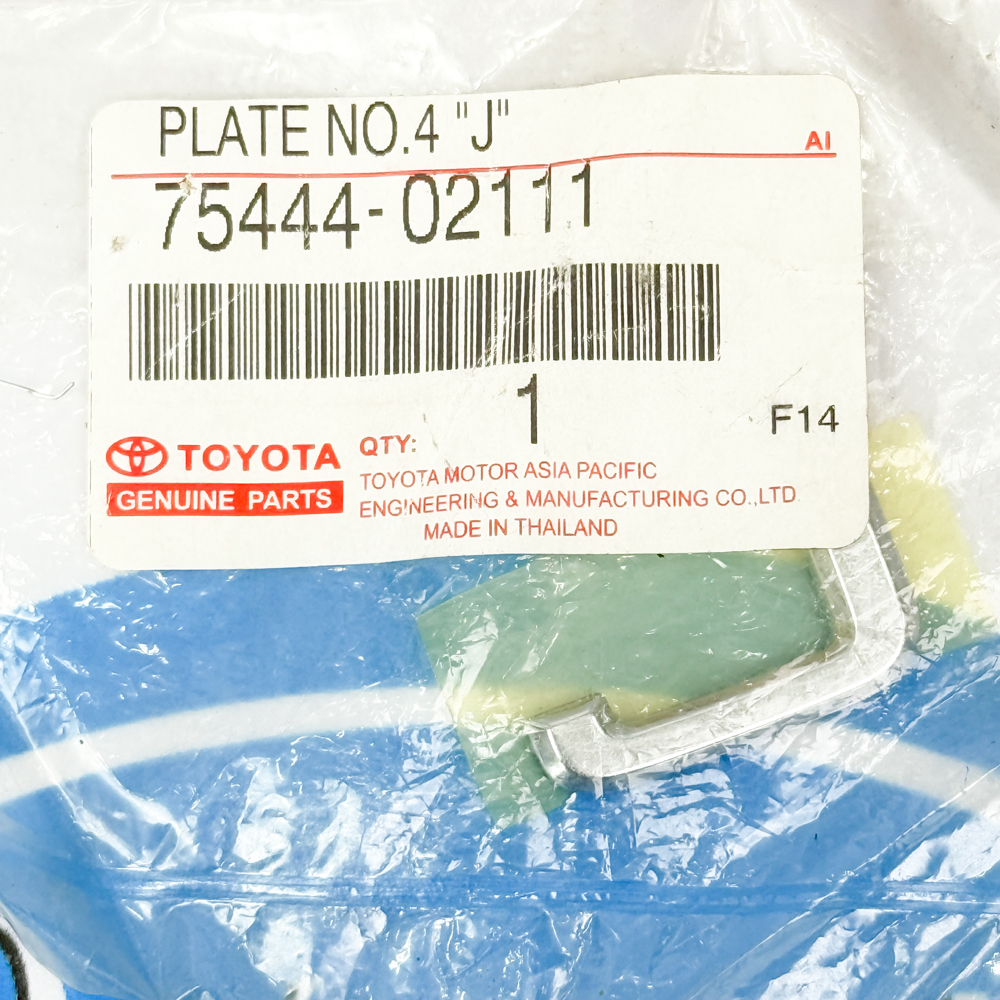 PLATE NO.4 "J"
AI
75444-02111
1
F14
TOYOTA
GENUINE PARTS
QTY:
TOYOTA MOTOR ASIA PACIFIC
ENGINEERING & MANUFACTURING CO.,LTD
MADE IN THAILAND